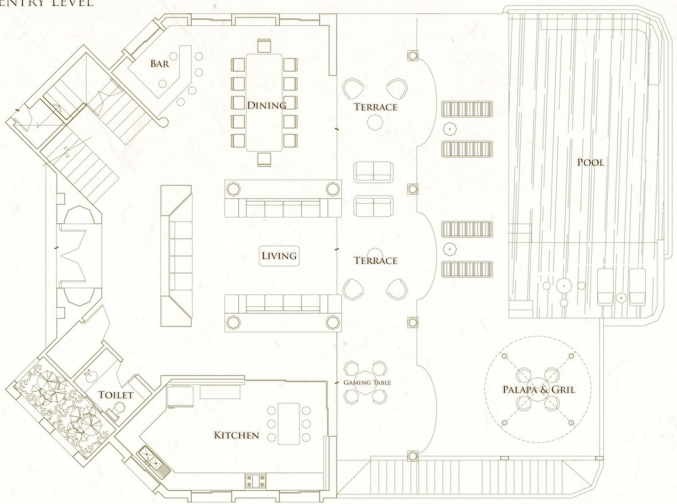 ENTRY LEVEL
BAR
DINING
TERRACE
POOL
LIVING
TERRACE
GAMING TABLE
PALAPA & GRIL
TOILET
KITCHEN